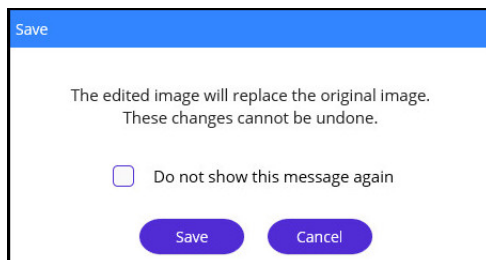 Save
The edited image will replace the original image.
These changes cannot be undone.
Do not show this message again
Save Cancel